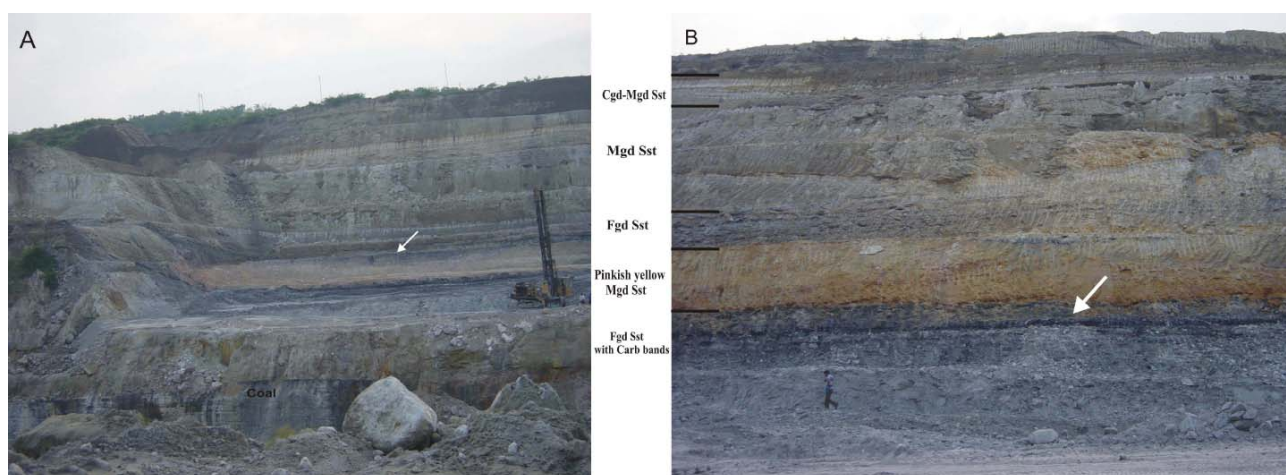 A
Coal
Cgd-Mgd Sst
Mgd Sst
Fgd Sst
Pinkish yellow
Mgd Sst
Fgd Sst
with Carb bands
B